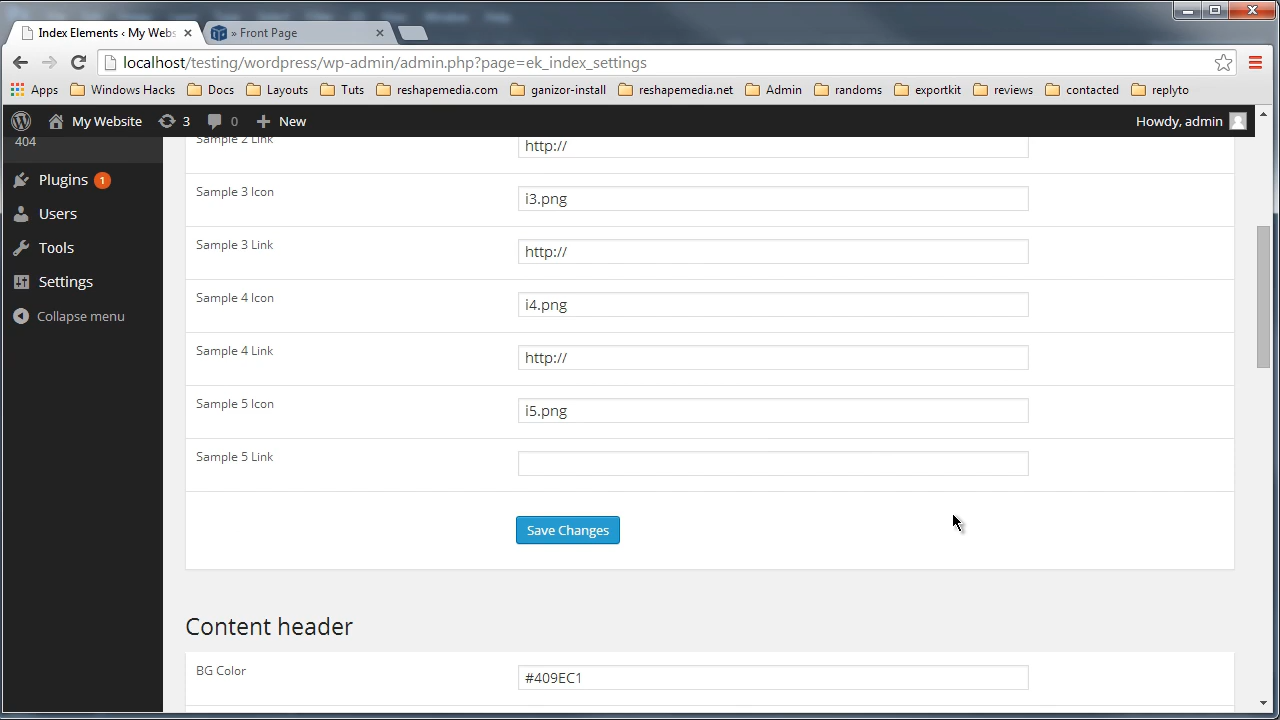 Index Elements ‹ My Webs
» Front Page
localhost/testing/wordpress/wp-admin/admin.php?page=ek_index_settings
Apps Windows Hacks Docs Layouts Tuts reshapemedia.com ganizor-install reshapemedia.net Admin randoms exportkit reviews contacted replyto
My Website 3 0 New Howdy, admin
404
Plugins 1
Users
Tools
Settings
Collapse menu
Sample 2 Link http://
Sample 3 Icon i3.png
Sample 3 Link http://
Sample 4 Icon i4.png
Sample 4 Link http://
Sample 5 Icon i5.png
Sample 5 Link
Save Changes
Content header
BG Color #409EC1